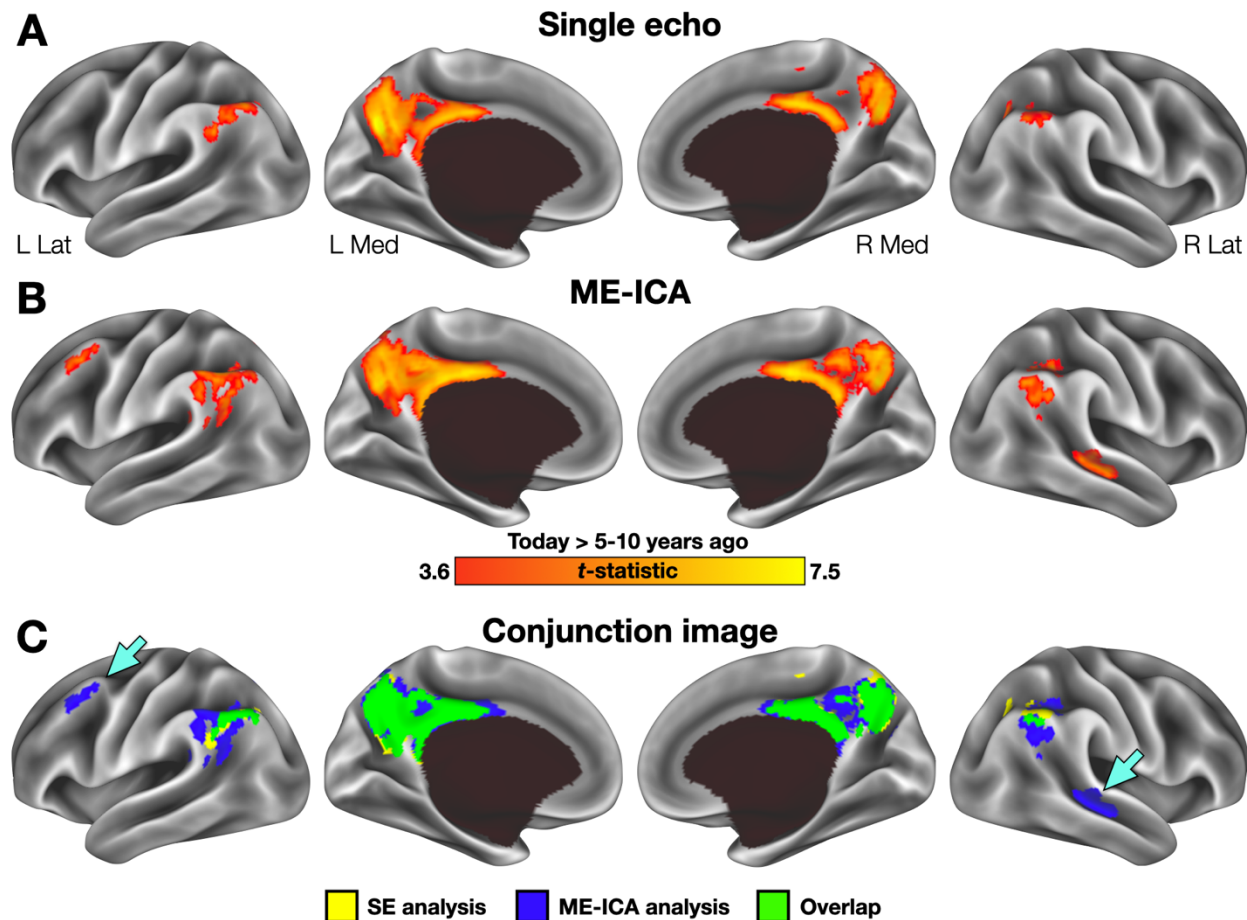 A
Single echo
L Lat
L Med
R Med
R Lat
B
ME-ICA
Today > 5-10 years ago
3.6
t-statistic
7.5
C
Conjunction image
SE analysis
ME-ICA analysis
Overlap